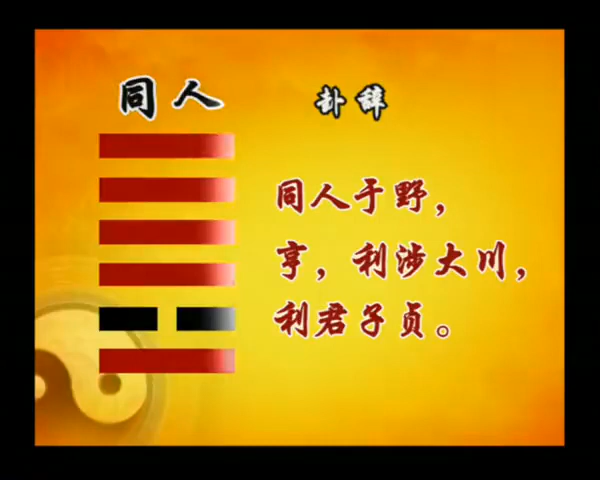 同人
卦辞
同人于野，
亨，利涉大川，
利君子贞。